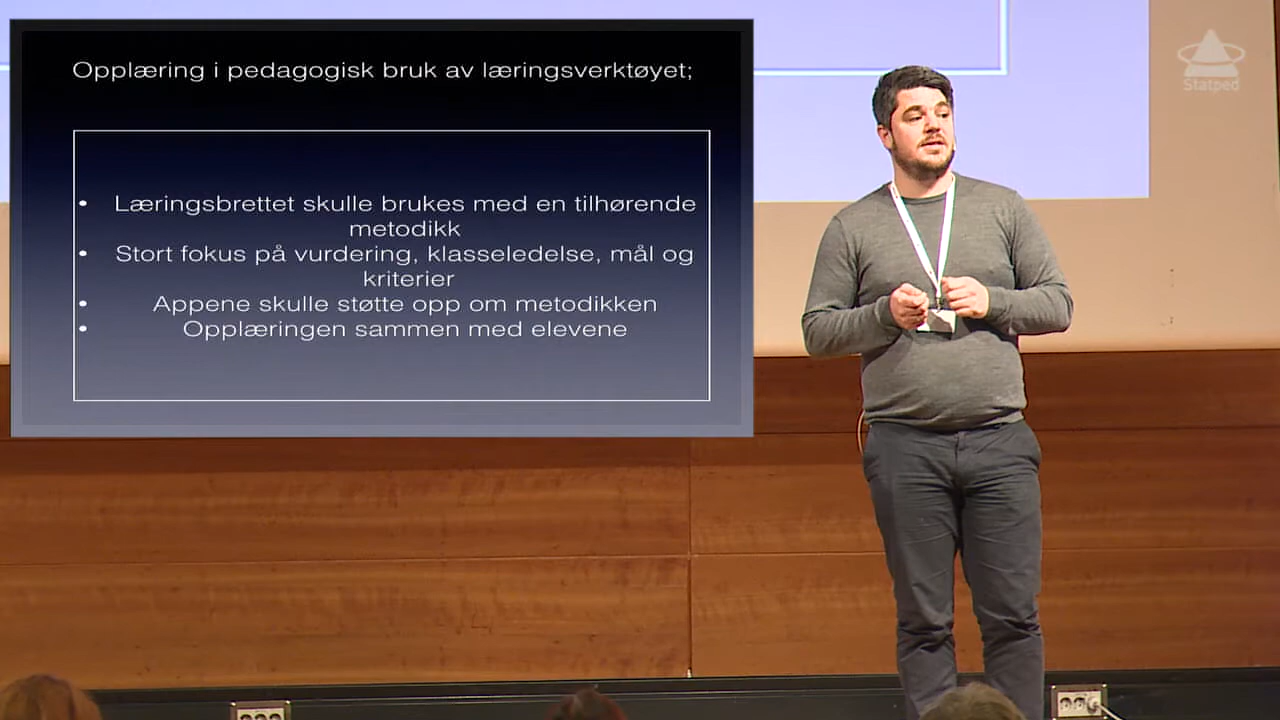 Opplæring i pedagogisk bruk av læringsverktøyet;
• Læringsbrettet skulle brukes med en tilhørende
metodikk
• Stort fokus på vurdering, klasseledelse, mål og
kriterier
• Appene skulle støtte opp om metodikken
• Opplæringen sammen med elevene
Statped